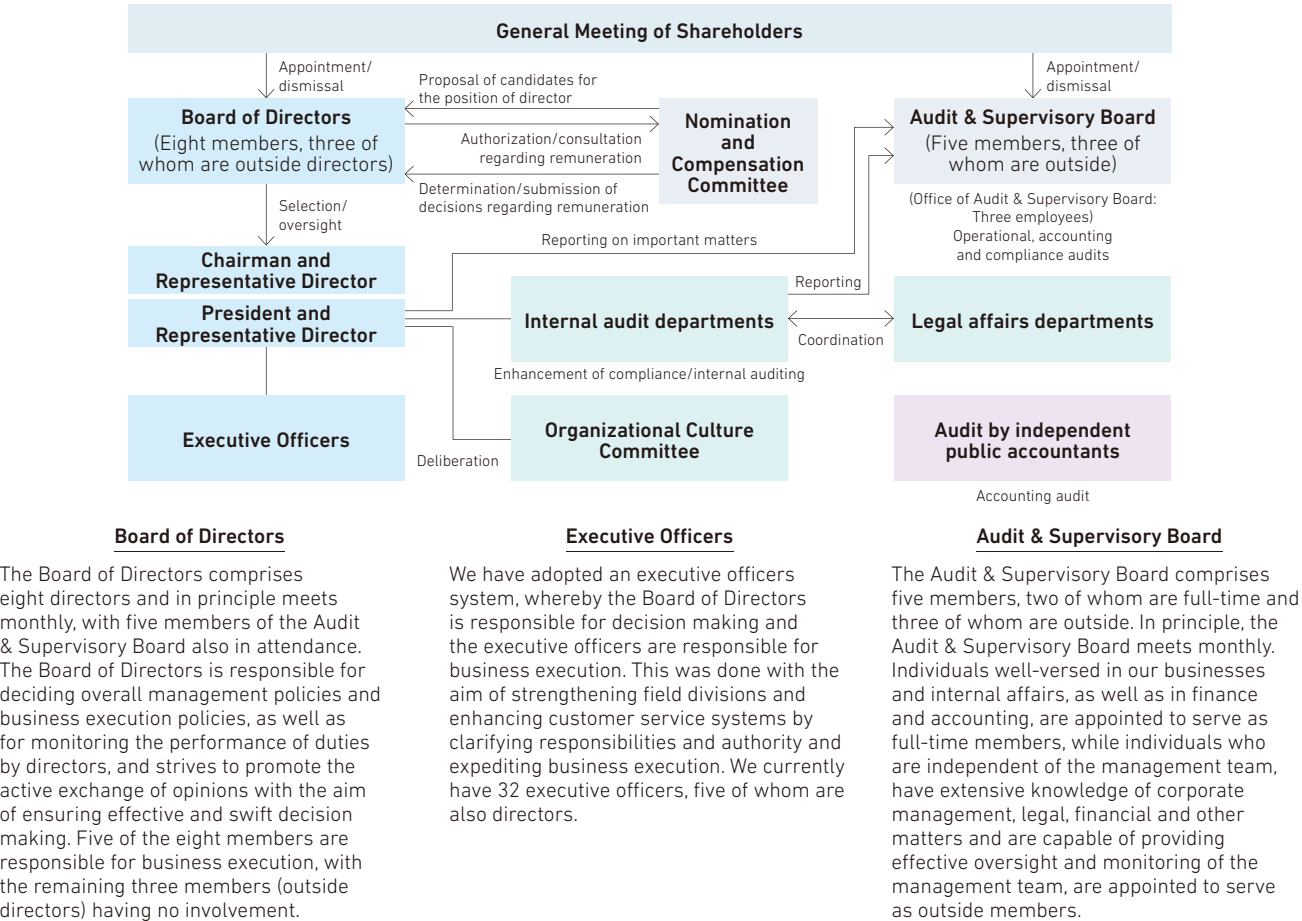 General Meeting of Shareholders
Appointment/
dismissal
Appointment/
dismissal
Proposal of candidates for
the position of director
Board of Directors
(Eight members, three of
whom are outside directors)
Authorization/consultation
regarding remuneration
Determination/submission of
decisions regarding remuneration
Nomination
and
Compensation
Committee
Audit & Supervisory Board
(Five members, three of
whom are outside)
(Office of Audit & Supervisory Board:
Three employees)
Operational, accounting
and compliance audits
Selection/
oversight
Reporting on important matters
Chairman and
Representative Director
President and
Representative Director
Reporting
Internal audit departments
Coordination
Legal affairs departments
Enhancement of compliance/internal auditing
Executive Officers
Deliberation
Organizational Culture
Committee
Audit by independent
public accountants
Accounting audit
Board of Directors
The Board of Directors comprises
eight directors and in principle meets
monthly, with five members of the Audit
& Supervisory Board also in attendance.
The Board of Directors is responsible for
deciding overall management policies and
business execution policies, as well as
for monitoring the performance of duties
by directors, and strives to promote the
active exchange of opinions with the aim
of ensuring effective and swift decision
making. Five of the eight members are
responsible for business execution, with
the remaining three members (outside
directors) having no involvement.
Executive Officers
We have adopted an executive officers
system, whereby the Board of Directors
is responsible for decision making and
the executive officers are responsible for
business execution. This was done with the
aim of strengthening field divisions and
enhancing customer service systems by
clarifying responsibilities and authority and
expediting business execution. We currently
have 32 executive officers, five of whom are
also directors.
Audit & Supervisory Board
The Audit & Supervisory Board comprises
five members, two of whom are full-time and
three of whom are outside. In principle, the
Audit & Supervisory Board meets monthly.
Individuals well-versed in our businesses
and internal affairs, as well as in finance
and accounting, are appointed to serve as
full-time members, while individuals who
are independent of the management team,
have extensive knowledge of corporate
management, legal, financial and other
matters and are capable of providing
effective oversight and monitoring of the
management team, are appointed to serve
as outside members.